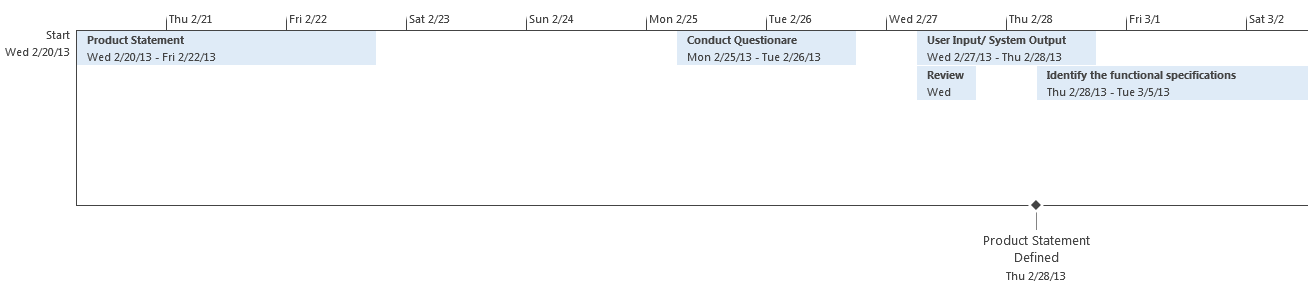 Thu 2/21
Fri 2/22
Sat 2/23
Sun 2/24
Mon 2/25
Tue 2/26
Wed 2/27
Thu 2/28
Fri 3/1
Sat 3/2
Start
Wed 2/20/13
Product Statement
Wed 2/20/13 - Fri 2/22/13
Conduct Questionare
Mon 2/25/13 - Tue 2/26/13
User Input/ System Output
Wed 2/27/13 - Thu 2/28/13
Review
Wed
Identify the functional specifications
Thu 2/28/13 - Tue 3/5/13
Product Statement
Defined
Thu 2/28/13